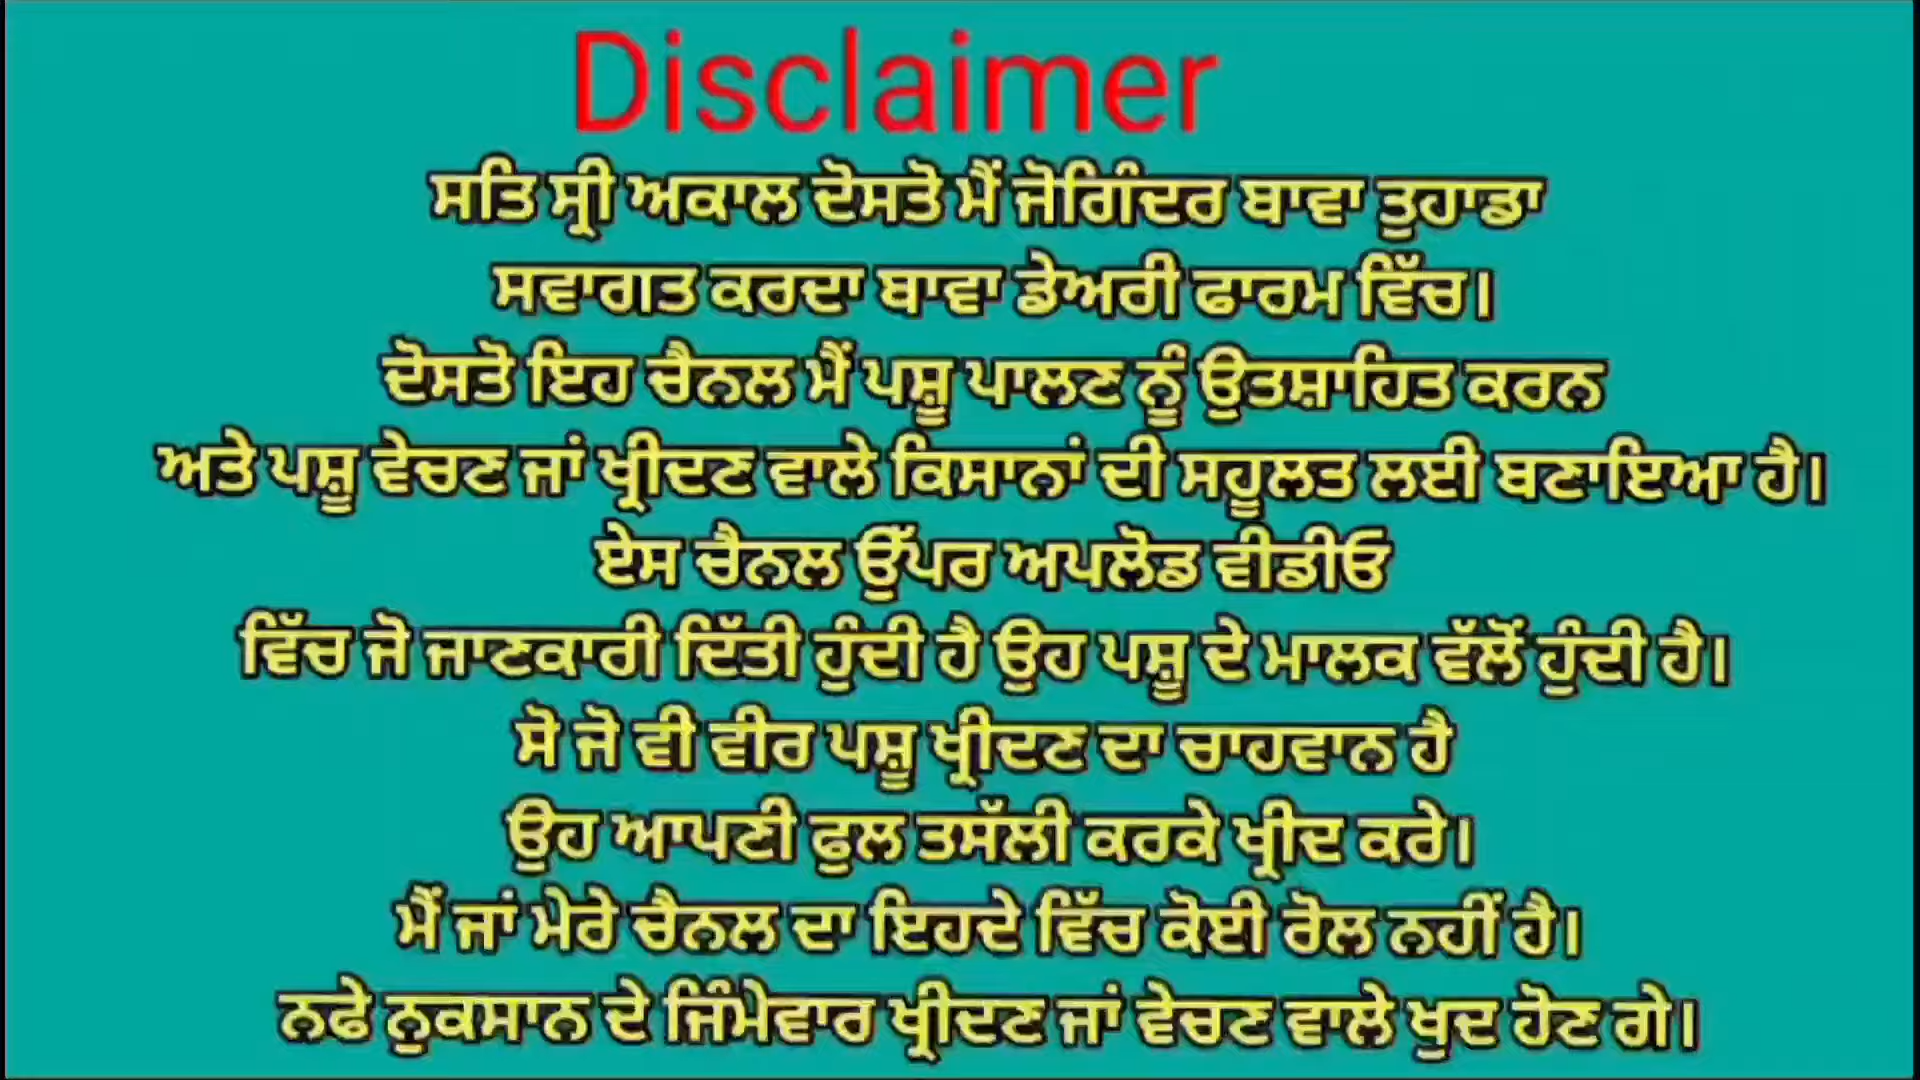 Disclaimer
ਸਤਿ ਸ੍ਰੀ ਅਕਾਲ ਦੋਸਤੋ ਮੈਂ ਜੋਗਿੰਦਰ ਬਾਵਾ ਤੁਹਾਡਾ
ਸਵਾਗਤ ਕਰਦਾ ਬਾਵਾ ਡੇਅਰੀ ਫਾਰਮ ਵਿੱਚ।
ਦੋਸਤੋ ਇਹ ਚੈਨਲ ਮੈਂ ਪਸ਼ੂ ਪਾਲਣ ਨੂੰ ਉਤਸ਼ਾਹਿਤ ਕਰਨ
ਅਤੇ ਪਸ਼ੂ ਵੇਚਣ ਜਾਂ ਖ੍ਰੀਦਣ ਵਾਲੇ ਕਿਸਾਨਾਂ ਦੀ ਸਹੂਲਤ ਲਈ ਬਣਾਇਆ ਹੈ।
ਏਸ ਚੈਨਲ ਉੱਪਰ ਅਪਲੋਡ ਵੀਡੀਓ
ਵਿੱਚ ਜੋ ਜਾਣਕਾਰੀ ਦਿੱਤੀ ਹੁੰਦੀ ਹੈ ਉਹ ਪਸ਼ੂ ਦੇ ਮਾਲਕ ਵੱਲੋਂ ਹੁੰਦੀ ਹੈ।
ਸੋ ਜੋ ਵੀ ਵੀਰ ਪਸ਼ੂ ਖ੍ਰੀਦਣ ਦਾ ਚਾਹਵਾਨ ਹੈ
ਉਹ ਆਪਣੀ ਫੁਲ ਤਸੱਲੀ ਕਰਕੇ ਖ੍ਰੀਦ ਕਰੇ।
ਮੈਂ ਜਾਂ ਮੇਰੇ ਚੈਨਲ ਦਾ ਇਹਦੇ ਵਿੱਚ ਕੋਈ ਰੋਲ ਨਹੀਂ ਹੈ।
ਨਫੇ ਨੁਕਸਾਨ ਦੇ ਜਿੰਮੇਵਾਰ ਖ੍ਰੀਦਣ ਜਾਂ ਵੇਚਣ ਵਾਲੇ ਖੁਦ ਹੋਣ ਗੇ।